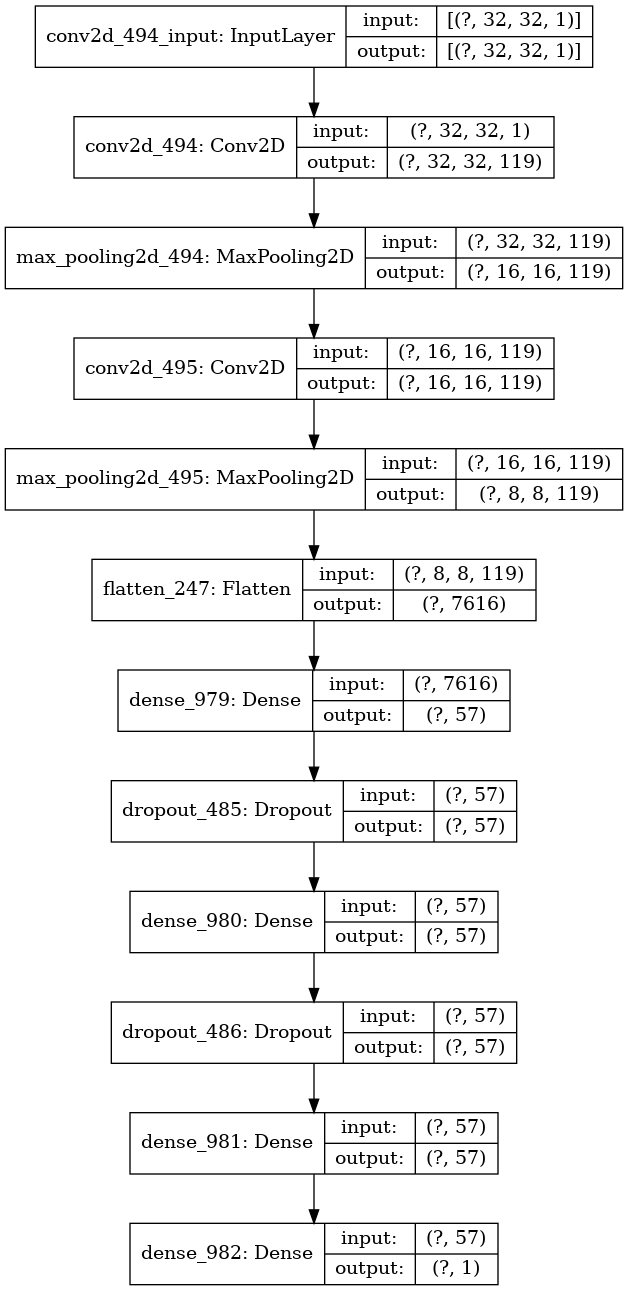 conv2d_494_input: InputLayer
input: [(?, 32, 32, 1)]
output: [(?, 32, 32, 1)]
conv2d_494: Conv2D
input: (?, 32, 32, 1)
output: (?, 32, 32, 119)
max_pooling2d_494: MaxPooling2D
input: (?, 32, 32, 119)
output: (?, 16, 16, 119)
conv2d_495: Conv2D
input: (?, 16, 16, 119)
output: (?, 16, 16, 119)
max_pooling2d_495: MaxPooling2D
input: (?, 16, 16, 119)
output: (?, 8, 8, 119)
flatten_247: Flatten
input: (?, 8, 8, 119)
output: (?, 7616)
dense_979: Dense
input: (?, 7616)
output: (?, 57)
dropout_485: Dropout
input: (?, 57)
output: (?, 57)
dense_980: Dense
input: (?, 57)
output: (?, 57)
dropout_486: Dropout
input: (?, 57)
output: (?, 57)
dense_981: Dense
input: (?, 57)
output: (?, 57)
dense_982: Dense
input: (?, 57)
output: (?, 1)